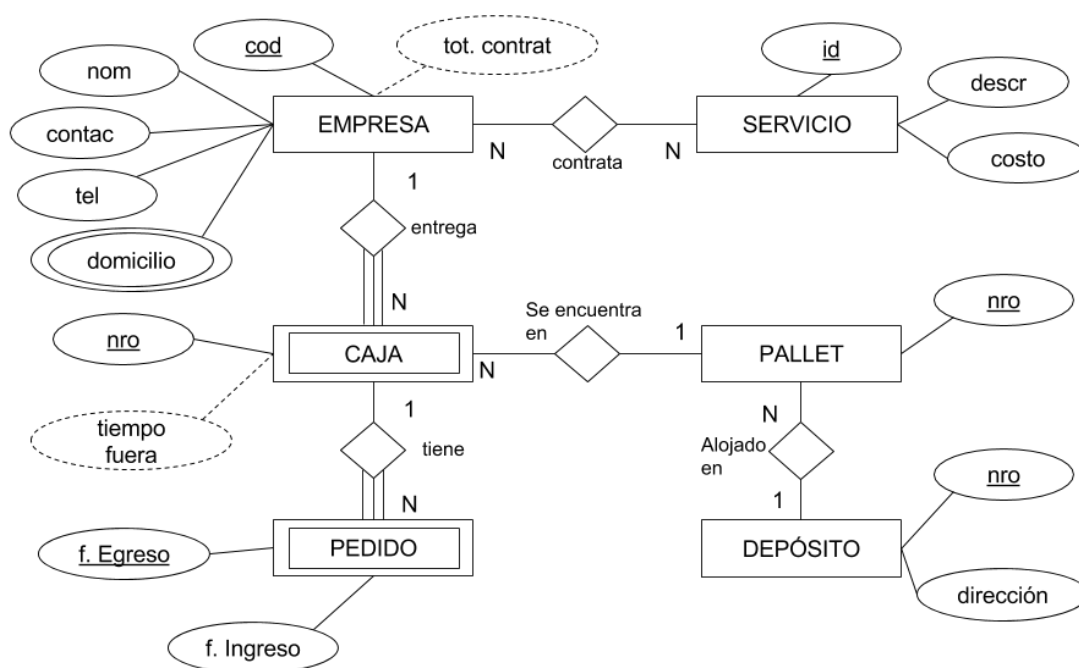 cod
tot. contrat
id
nom
descr
EMPRESA
SERVICIO
contac
N
N
contrata
costo
tel
1
entrega
domicilio
N
Se encuentra
en
nro
nro
1
CAJA
PALLET
N
1
N
tiempo
fuera
tiene
Alojado
en
nro
N
1
f. Egreso
PEDIDO
DEPÓSITO
dirección
f. Ingreso